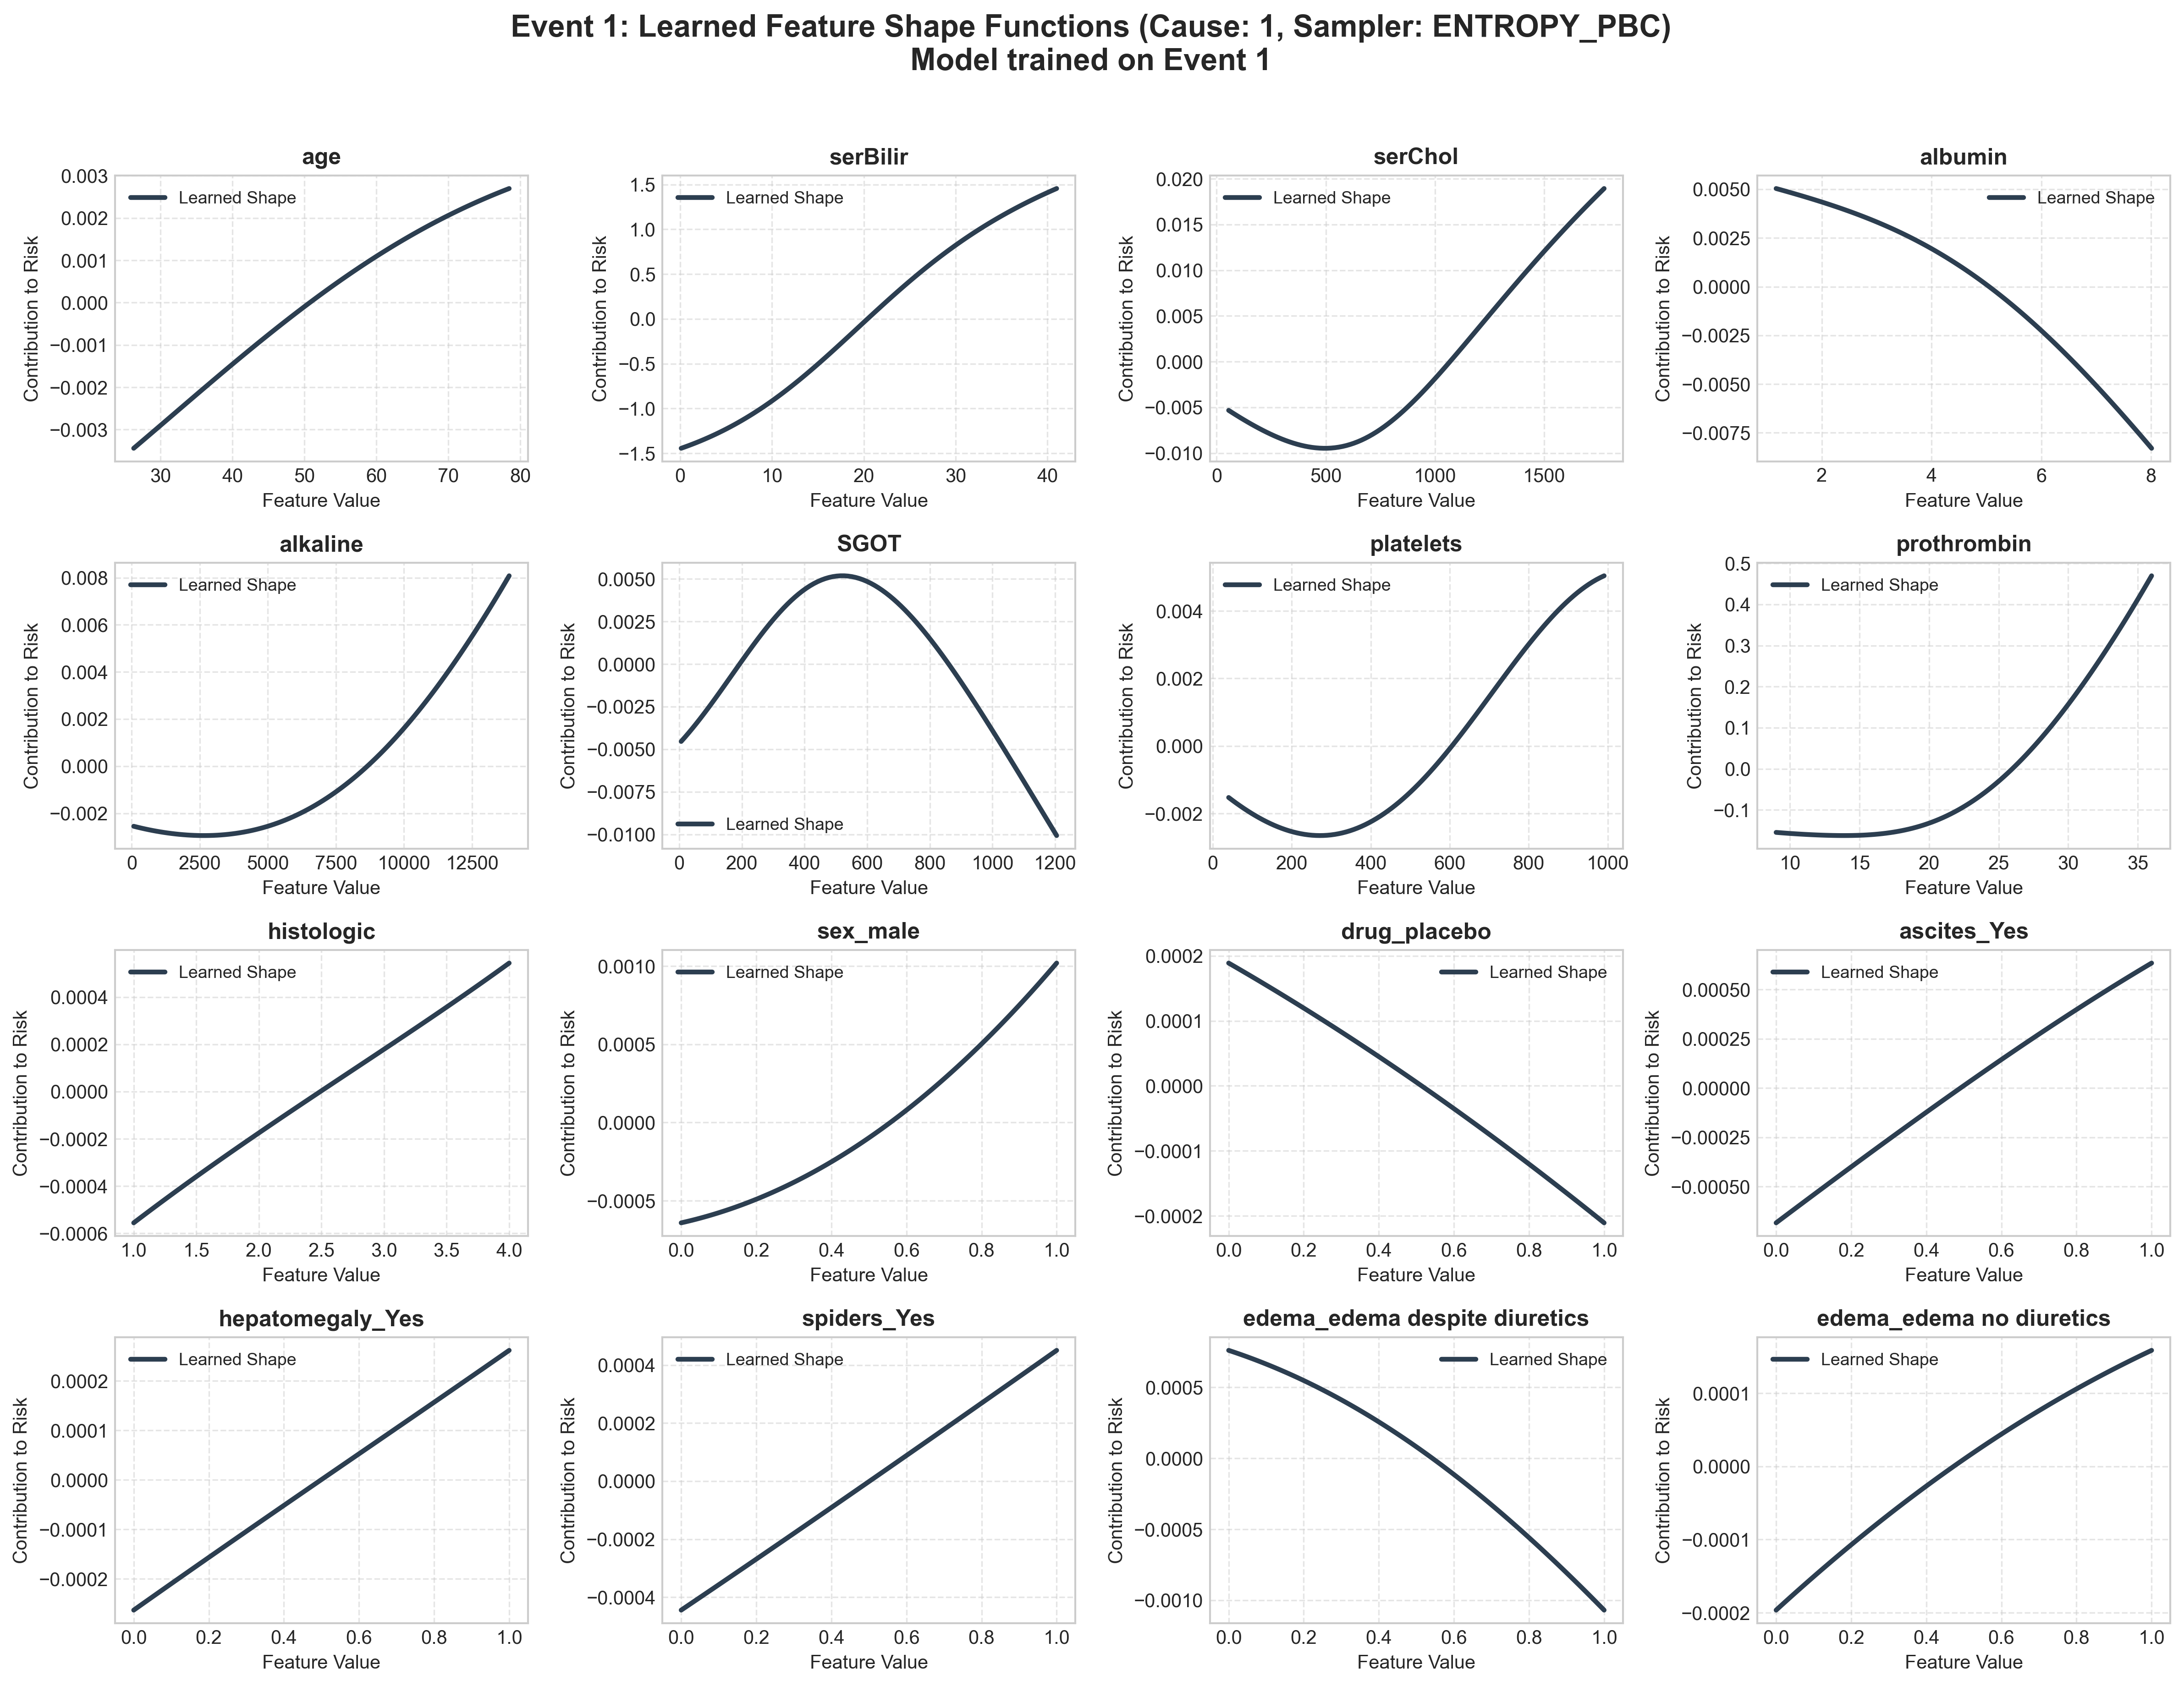 Event 1: Learned Feature Shape Functions (Cause: 1, Sampler: ENTROPY_PBC)
Model trained on Event 1
age
Learned Shape
Contribution to Risk
0.003
0.002
0.001
0.000
−0.001
−0.002
−0.003
30 40 50 60 70 80
Feature Value
serBilir
Learned Shape
Contribution to Risk
1.5
1.0
0.5
0.0
−0.5
−1.0
−1.5
0 10 20 30 40
Feature Value
serChol
Learned Shape
Contribution to Risk
0.020
0.015
0.010
0.005
0.000
−0.005
−0.010
0 500 1000 1500
Feature Value
albumin
Learned Shape
Contribution to Risk
0.0050
0.0025
0.0000
−0.0025
−0.0050
−0.0075
2 4 6 8
Feature Value
alkaline
Learned Shape
Contribution to Risk
0.008
0.006
0.004
0.002
0.000
−0.002
0 2500 5000 7500 10000 12500
Feature Value
SGOT
Learned Shape
Contribution to Risk
0.0050
0.0025
0.0000
−0.0025
−0.0050
−0.0075
−0.0100
0 200 400 600 800 1000 1200
Feature Value
platelets
Learned Shape
Contribution to Risk
0.004
0.002
0.000
−0.002
0 200 400 600 800 1000
Feature Value
prothrombin
Learned Shape
Contribution to Risk
0.5
0.4
0.3
0.2
0.1
0.0
−0.1
10 15 20 25 30 35
Feature Value
histologic
Learned Shape
Contribution to Risk
0.0004
0.0002
0.0000
−0.0002
−0.0004
−0.0006
1.0 1.5 2.0 2.5 3.0 3.5 4.0
Feature Value
sex_male
Learned Shape
Contribution to Risk
0.0010
0.0005
0.0000
−0.0005
0.0 0.2 0.4 0.6 0.8 1.0
Feature Value
drug_placebo
Learned Shape
Contribution to Risk
0.0002
0.0001
0.0000
−0.0001
−0.0002
0.0 0.2 0.4 0.6 0.8 1.0
Feature Value
ascites_Yes
Learned Shape
Contribution to Risk
0.00050
0.00025
0.00000
−0.00025
−0.00050
0.0 0.2 0.4 0.6 0.8 1.0
Feature Value
hepatomegaly_Yes
Learned Shape
Contribution to Risk
0.0002
0.0001
0.0000
−0.0001
−0.0002
0.0 0.2 0.4 0.6 0.8 1.0
Feature Value
spiders_Yes
Learned Shape
Contribution to Risk
0.0004
0.0002
0.0000
−0.0002
−0.0004
0.0 0.2 0.4 0.6 0.8 1.0
Feature Value
edema_edema despite diuretics
Learned Shape
Contribution to Risk
0.0005
0.0000
−0.0005
−0.0010
0.0 0.2 0.4 0.6 0.8 1.0
Feature Value
edema_edema no diuretics
Learned Shape
Contribution to Risk
0.0001
0.0000
−0.0001
−0.0002
0.0 0.2 0.4 0.6 0.8 1.0
Feature Value